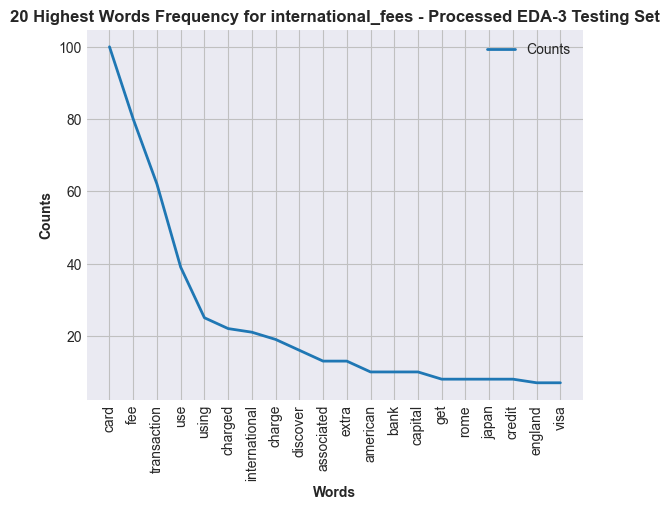 20 Highest Words Frequency for international_fees - Processed EDA-3 Testing Set
Counts
100
80
60
40
20
Counts
card
fee
transaction
use
using
charged
international
charge
discover
associated
extra
american
bank
capital
get
rome
japan
credit
england
visa
Words